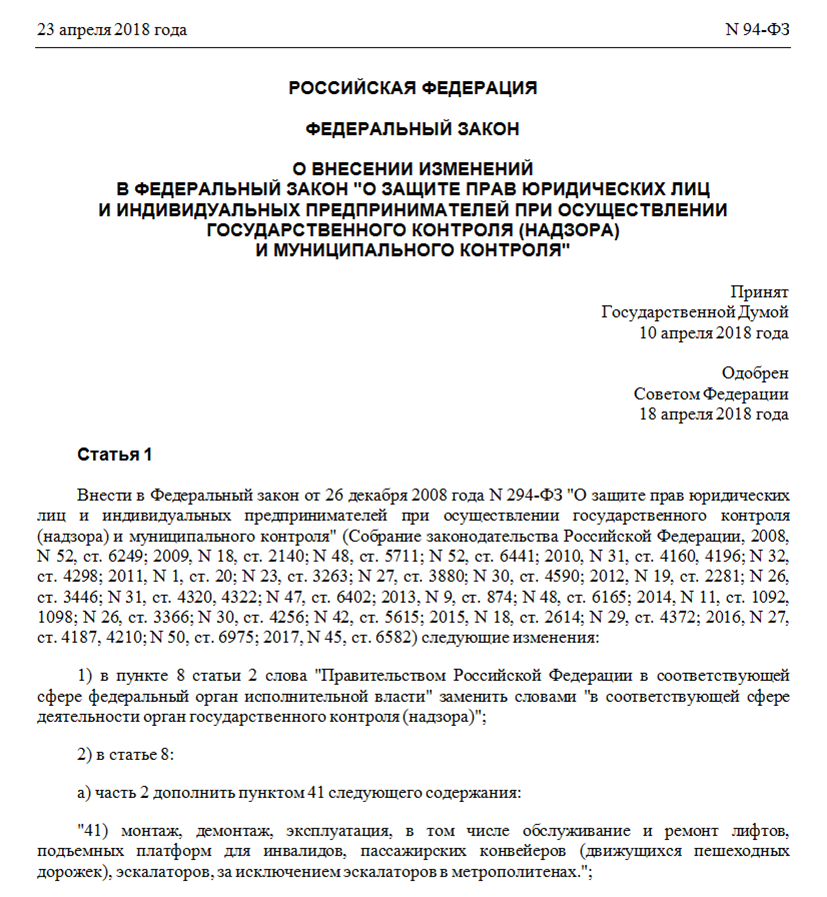 23 апреля 2018 года N 94-ФЗ
РОССИЙСКАЯ ФЕДЕРАЦИЯ
ФЕДЕРАЛЬНЫЙ ЗАКОН
О ВНЕСЕНИИ ИЗМЕНЕНИЙ
В ФЕДЕРАЛЬНЫЙ ЗАКОН "О ЗАЩИТЕ ПРАВ ЮРИДИЧЕСКИХ ЛИЦ
И ИНДИВИДУАЛЬНЫХ ПРЕДПРИНИМАТЕЛЕЙ ПРИ ОСУЩЕСТВЛЕНИИ
ГОСУДАРСТВЕННОГО КОНТРОЛЯ (НАДЗОРА)
И МУНИЦИПАЛЬНОГО КОНТРОЛЯ"
Принят
Государственной Думой
10 апреля 2018 года
Одобрен
Советом Федерации
18 апреля 2018 года
Статья 1
Внести в Федеральный закон от 26 декабря 2008 года N 294-ФЗ "О защите прав юридических
лиц и индивидуальных предпринимателей при осуществлении государственного контроля
(надзора) и муниципального контроля" (Собрание законодательства Российской Федерации, 2008,
N 52, ст. 6249; 2009, N 18, ст. 2140; N 48, ст. 5711; N 52, ст. 6441; 2010, N 31, ст. 4160, 4196; N 32,
ст. 4298; 2011, N 1, ст. 20; N 23, ст. 3263; N 27, ст. 3880; N 30, ст. 4590; 2012, N 19, ст. 2281; N 26,
ст. 3446; N 31, ст. 4320, 4322; N 47, ст. 6402; 2013, N 9, ст. 874; N 48, ст. 6165; 2014, N 11, ст. 1092,
1098; N 26, ст. 3366; N 30, ст. 4256; N 42, ст. 5615; 2015, N 18, ст. 2614; N 29, ст. 4372; 2016, N 27,
ст. 4187, 4210; N 50, ст. 6975; 2017, N 45, ст. 6582) следующие изменения:
1) в пункте 8 статьи 2 слова "Правительством Российской Федерации в соответствующей
сфере федеральный орган исполнительной власти" заменить словами "в соответствующей сфере
деятельности орган государственного контроля (надзора)";
2) в статье 8:
а) часть 2 дополнить пунктом 41 следующего содержания:
"41) монтаж, демонтаж, эксплуатация, в том числе обслуживание и ремонт лифтов,
подъемных платформ для инвалидов, пассажирских конвейеров (движущихся пешеходных
дорожек), эскалаторов, за исключением эскалаторов в метрополитенах.";